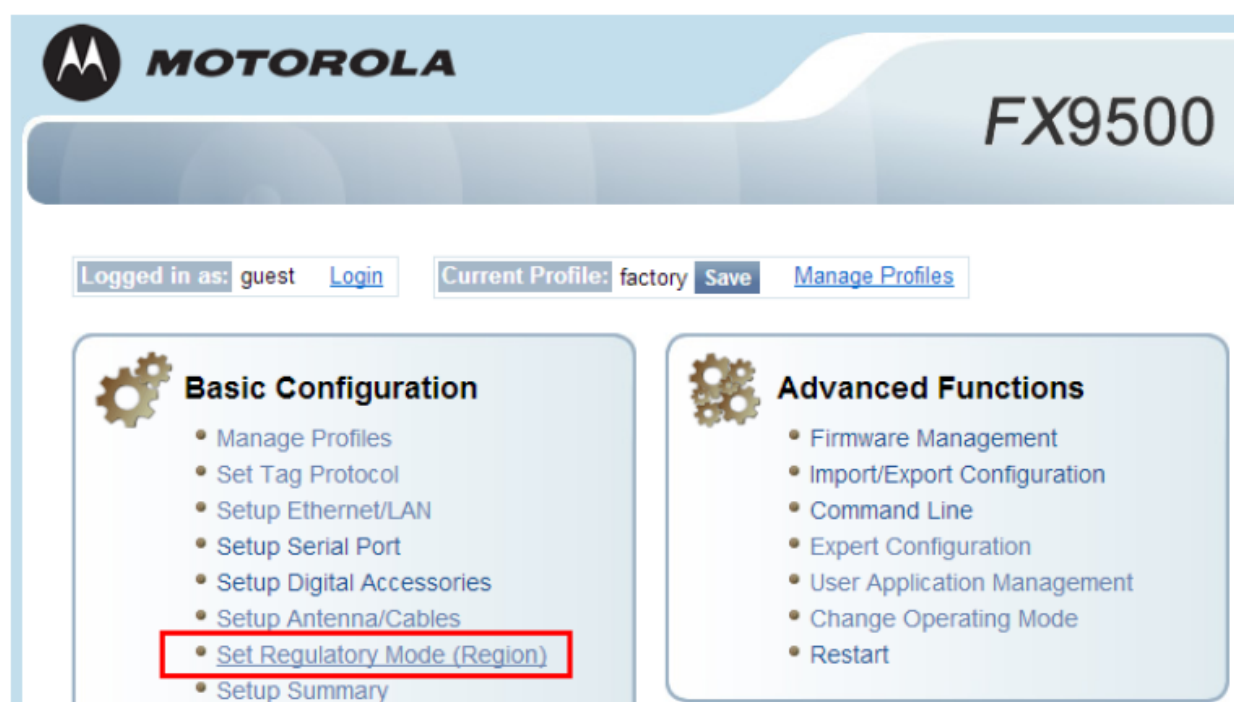 MOTOROLA
FX9500
Logged in as: guest Login Current Profile: factory Save Manage Profiles
Basic Configuration
Manage Profiles
Set Tag Protocol
Setup Ethernet/LAN
Setup Serial Port
Setup Digital Accessories
Setup Antenna/Cables
Set Regulatory Mode (Region)
Setup Summary
Advanced Functions
Firmware Management
Import/Export Configuration
Command Line
Expert Configuration
User Application Management
Change Operating Mode
Restart